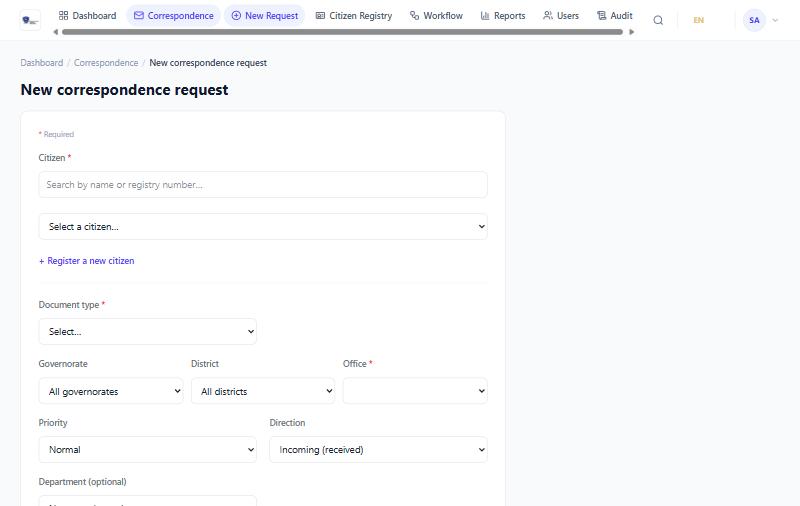 Dashboard Correspondence New Request Citizen Registry Workflow Reports Users Audit EN SA
Dashboard / Correspondence / New correspondence request
New correspondence request
* Required
Citizen *
Search by name or registry number...
Select a citizen...
+ Register a new citizen
Document type *
Select...
Governorate District Office *
All governorates All districts
Priority Direction
Normal Incoming (received)
Department (optional)